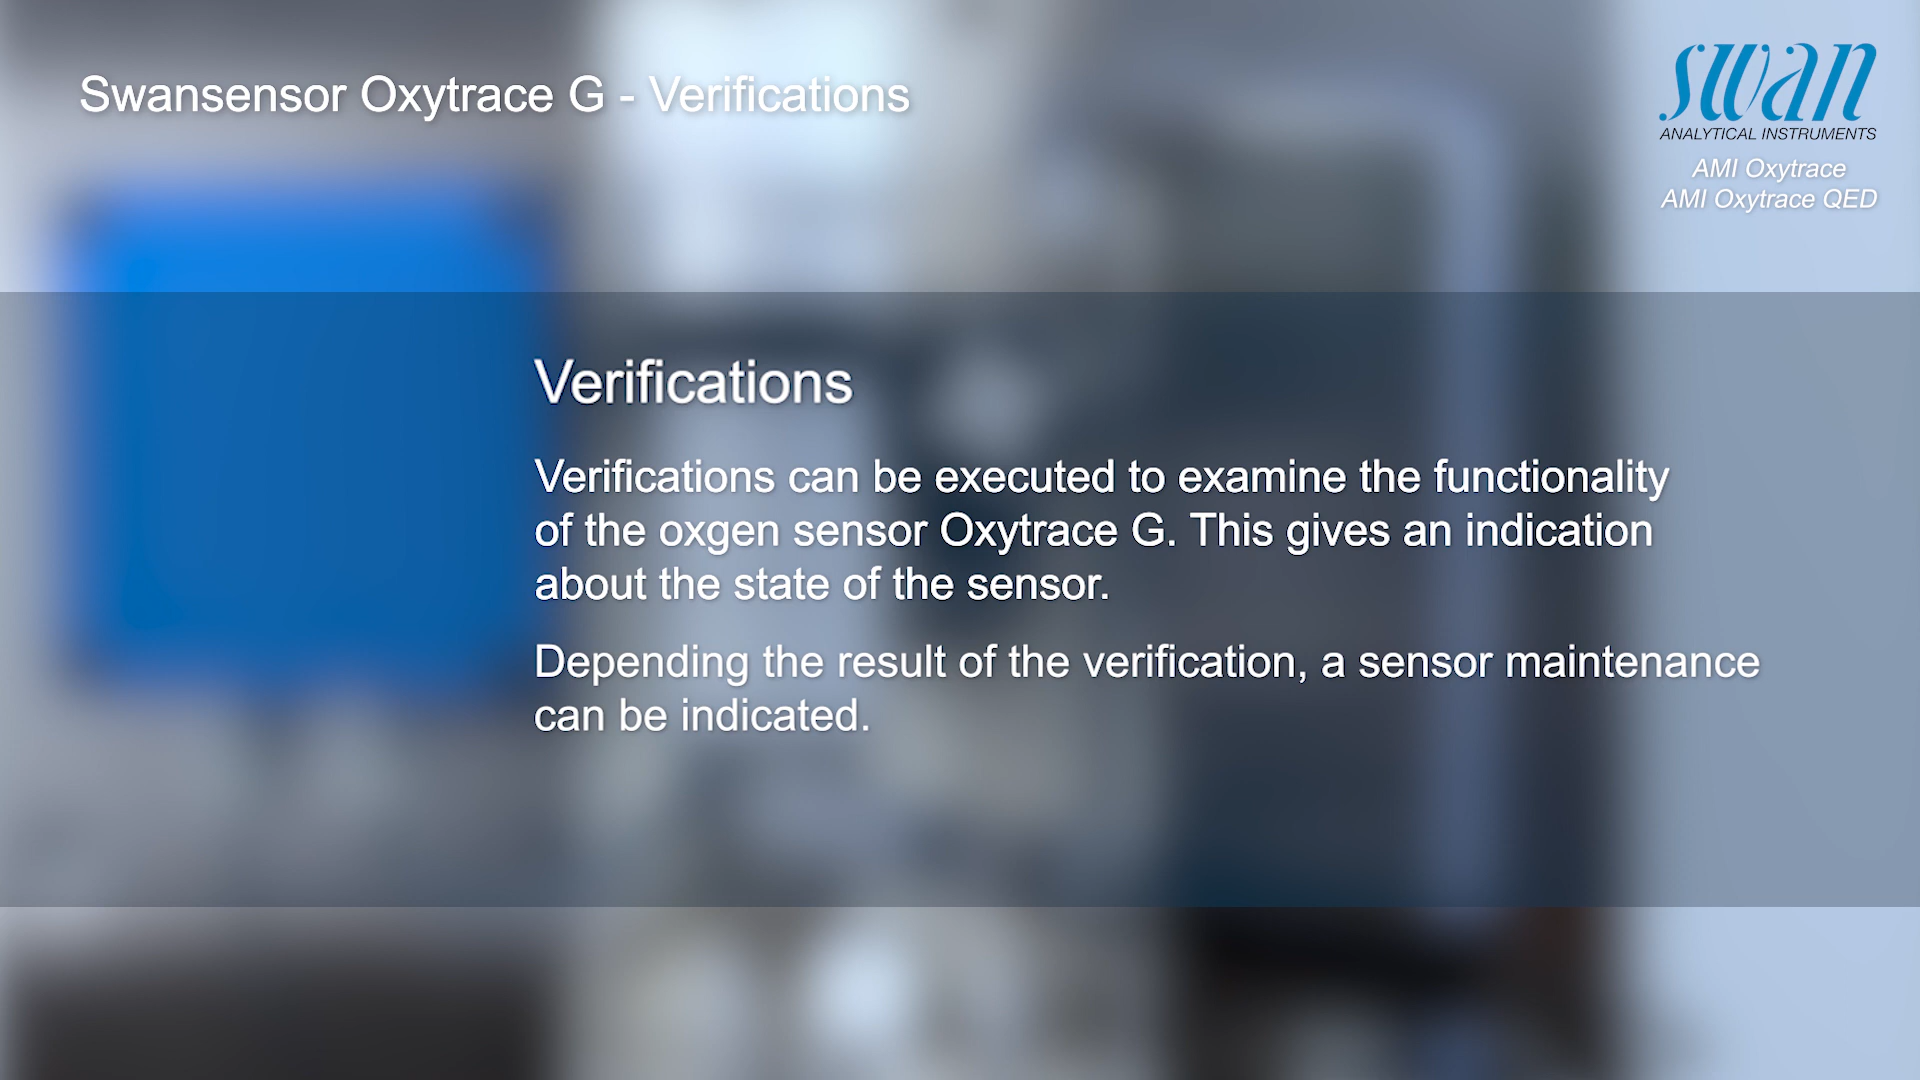 Swansensor Oxytrace G - Verifications
swan
ANALYTICAL INSTRUMENTS
AMI Oxytrace
AMI Oxytrace QED
Verifications
Verifications can be executed to examine the functionality
of the oxgen sensor Oxytrace G. This gives an indication
about the state of the sensor.
Depending the result of the verification, a sensor maintenance
can be indicated.